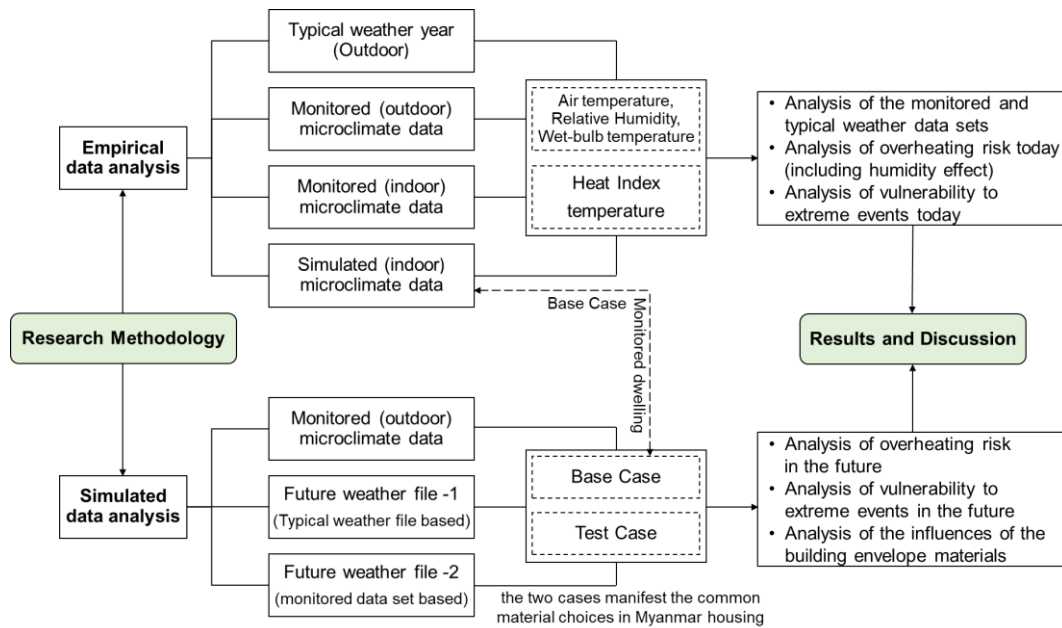 Typical weather year
(Outdoor)
Monitored (outdoor)
microclimate data
Monitored (indoor)
microclimate data
Simulated (indoor)
microclimate data
Empirical
data analysis
Air temperature,
Relative Humidity,
Wet-bulb temperature
Heat Index
temperature
• Analysis of the monitored and
typical weather data sets
• Analysis of overheating risk today
(including humidity effect)
• Analysis of vulnerability to
extreme events today
Base Case
Monitored dwelling
Research Methodology
Results and Discussion
Simulated
data analysis
Monitored (outdoor)
microclimate data
Future weather file -1
(Typical weather file based)
Future weather file -2
(monitored data set based)
Base Case
Test Case
the two cases manifest the common
material choices in Myanmar housing
• Analysis of overheating risk
in the future
• Analysis of vulnerability to
extreme events in the future
• Analysis of the influences of the
building envelope materials